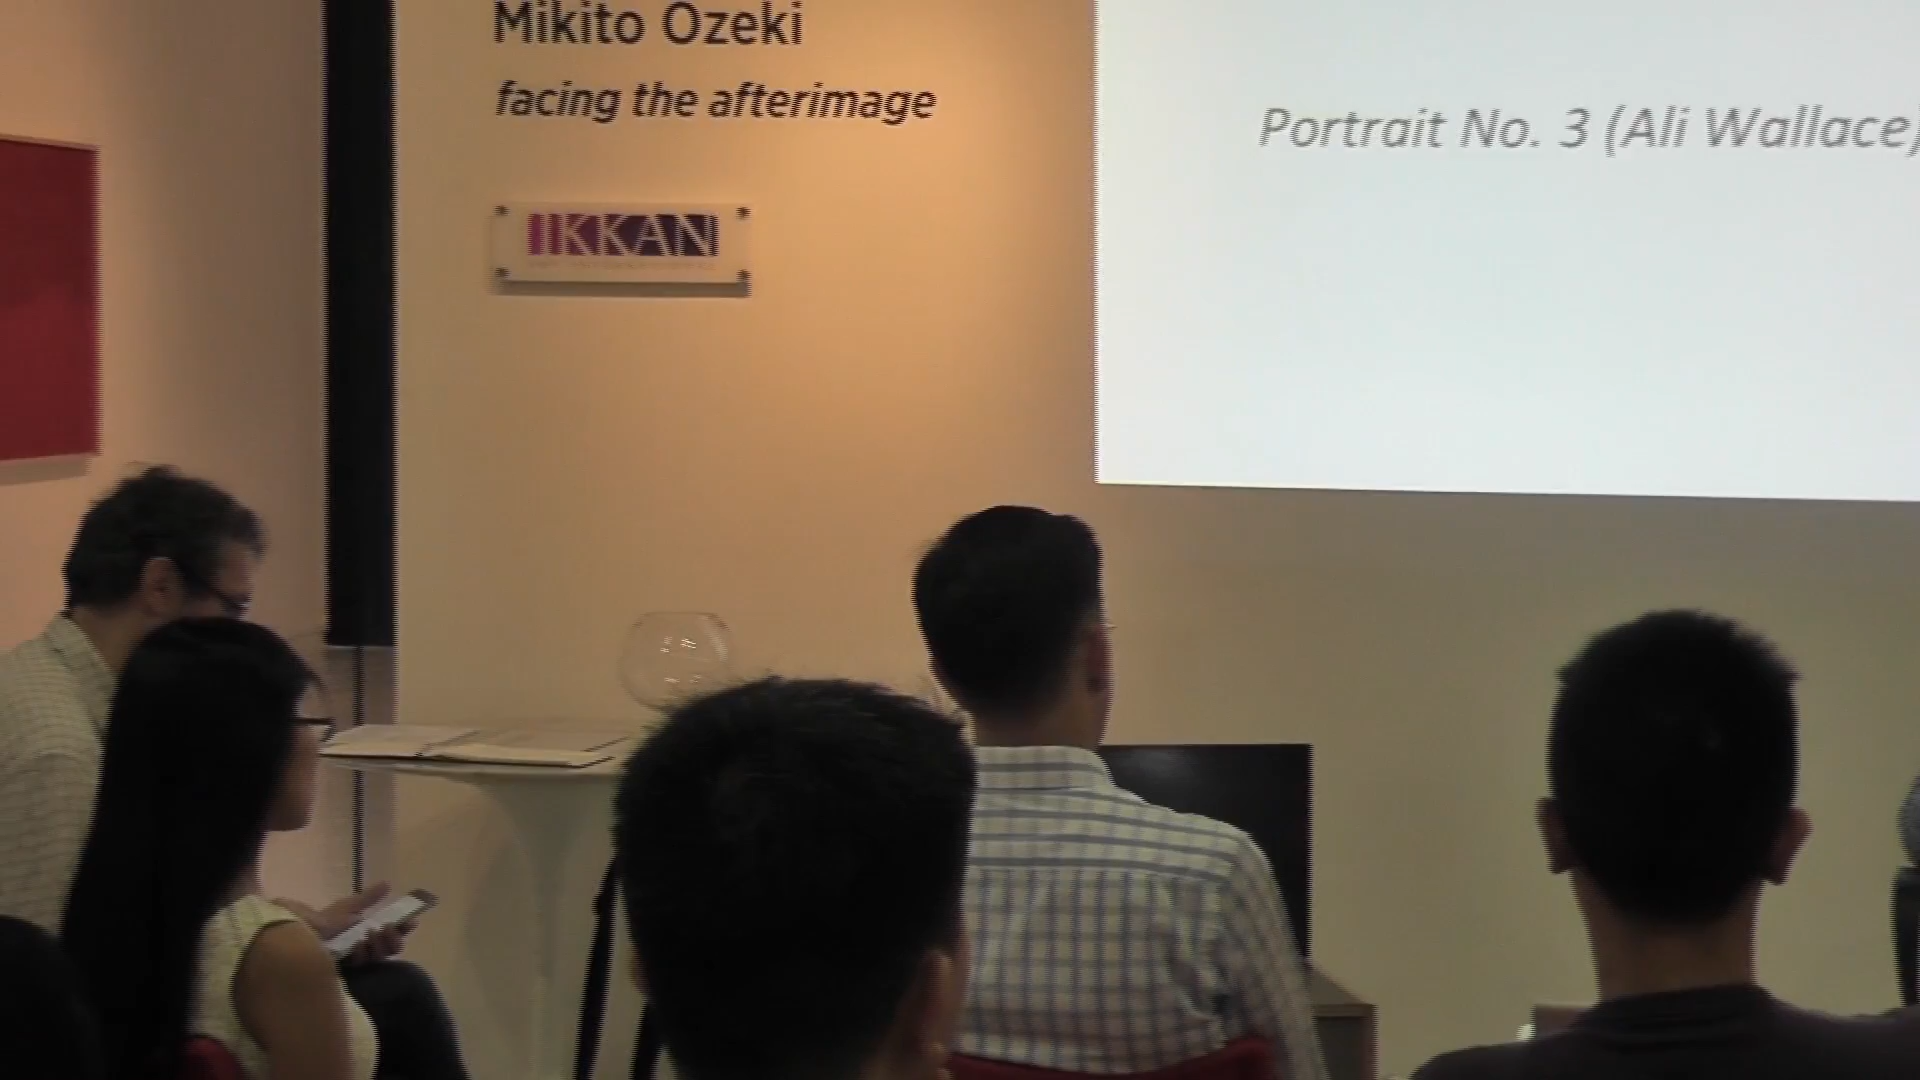 Mikito Ozeki
facing the afterimage
IKKAN
Portrait No. 3 (Ali Wallace)